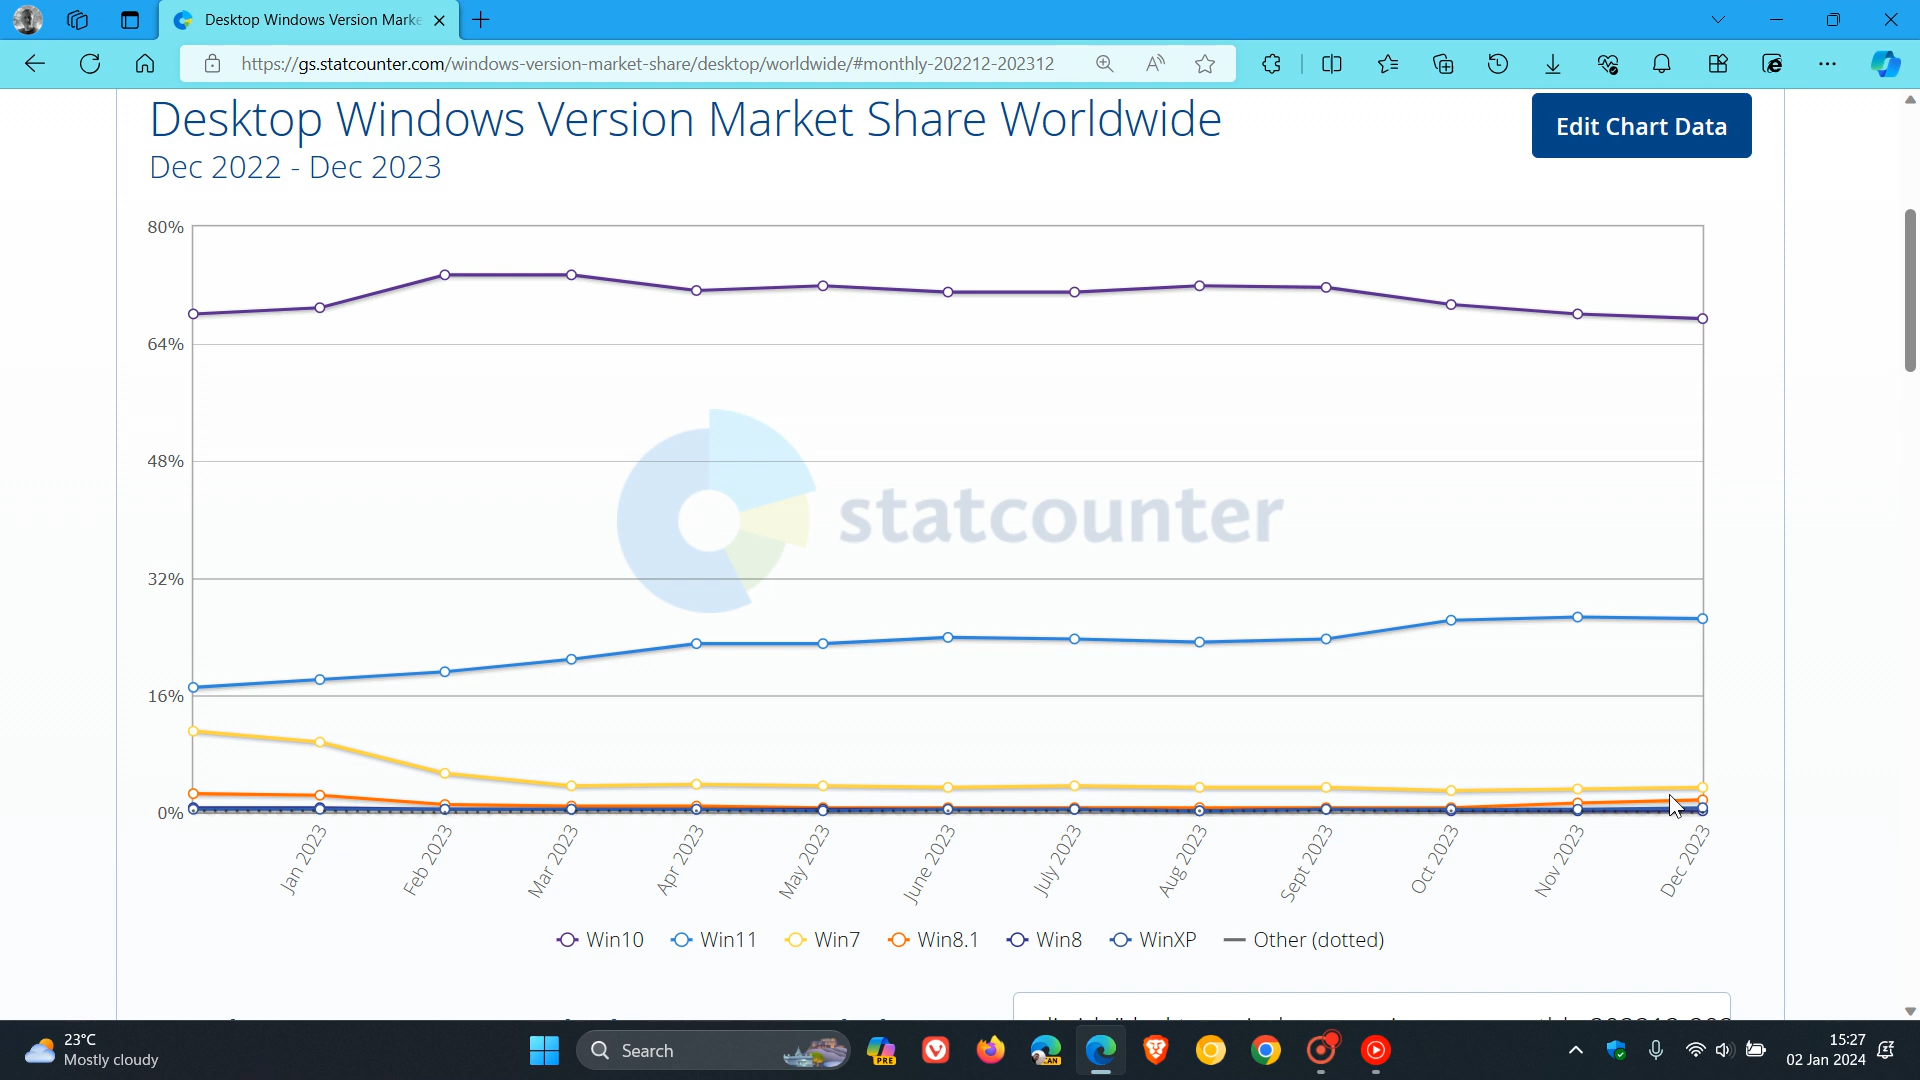 Desktop Windows Version Marke
https://gs.statcounter.com/windows-version-market-share/desktop/worldwide/#monthly-202212-202312
Desktop Windows Version Market Share Worldwide
Edit Chart Data
Dec 2022 - Dec 2023
80%
64%
48%
statcounter
32%
16%
0%
Jan 2023
Feb 2023
Mar 2023
Apr 2023
May 2023
June 2023
July 2023
Aug 2023
Sept 2023
Oct 2023
Nov 2023
Dec 2023
Win10 Win11 Win7 Win8.1 Win8 WinXP Other (dotted)
23°C
Mostly cloudy
Search
PRE
CAN
15:27
02 Jan 2024